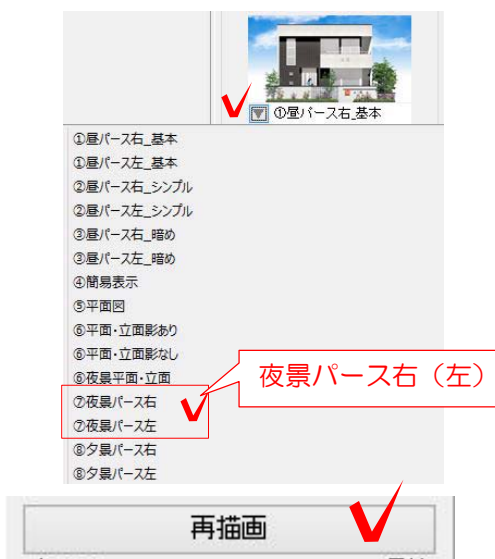 ①昼パース右_基本
①昼パース右_基本
①昼パース左_基本
②昼パース右_シンプル
②昼パース左_シンプル
③昼パース右_暗め
③昼パース左_暗め
④簡易表示
⑤平面図
⑥平面・立面影あり
⑥平面・立面影なし
⑥夜景平面・立面
夜景パース右（左）
⑦夜景パース右
⑦夜景パース左
⑧夕景パース右
⑧夕景パース左
再描画